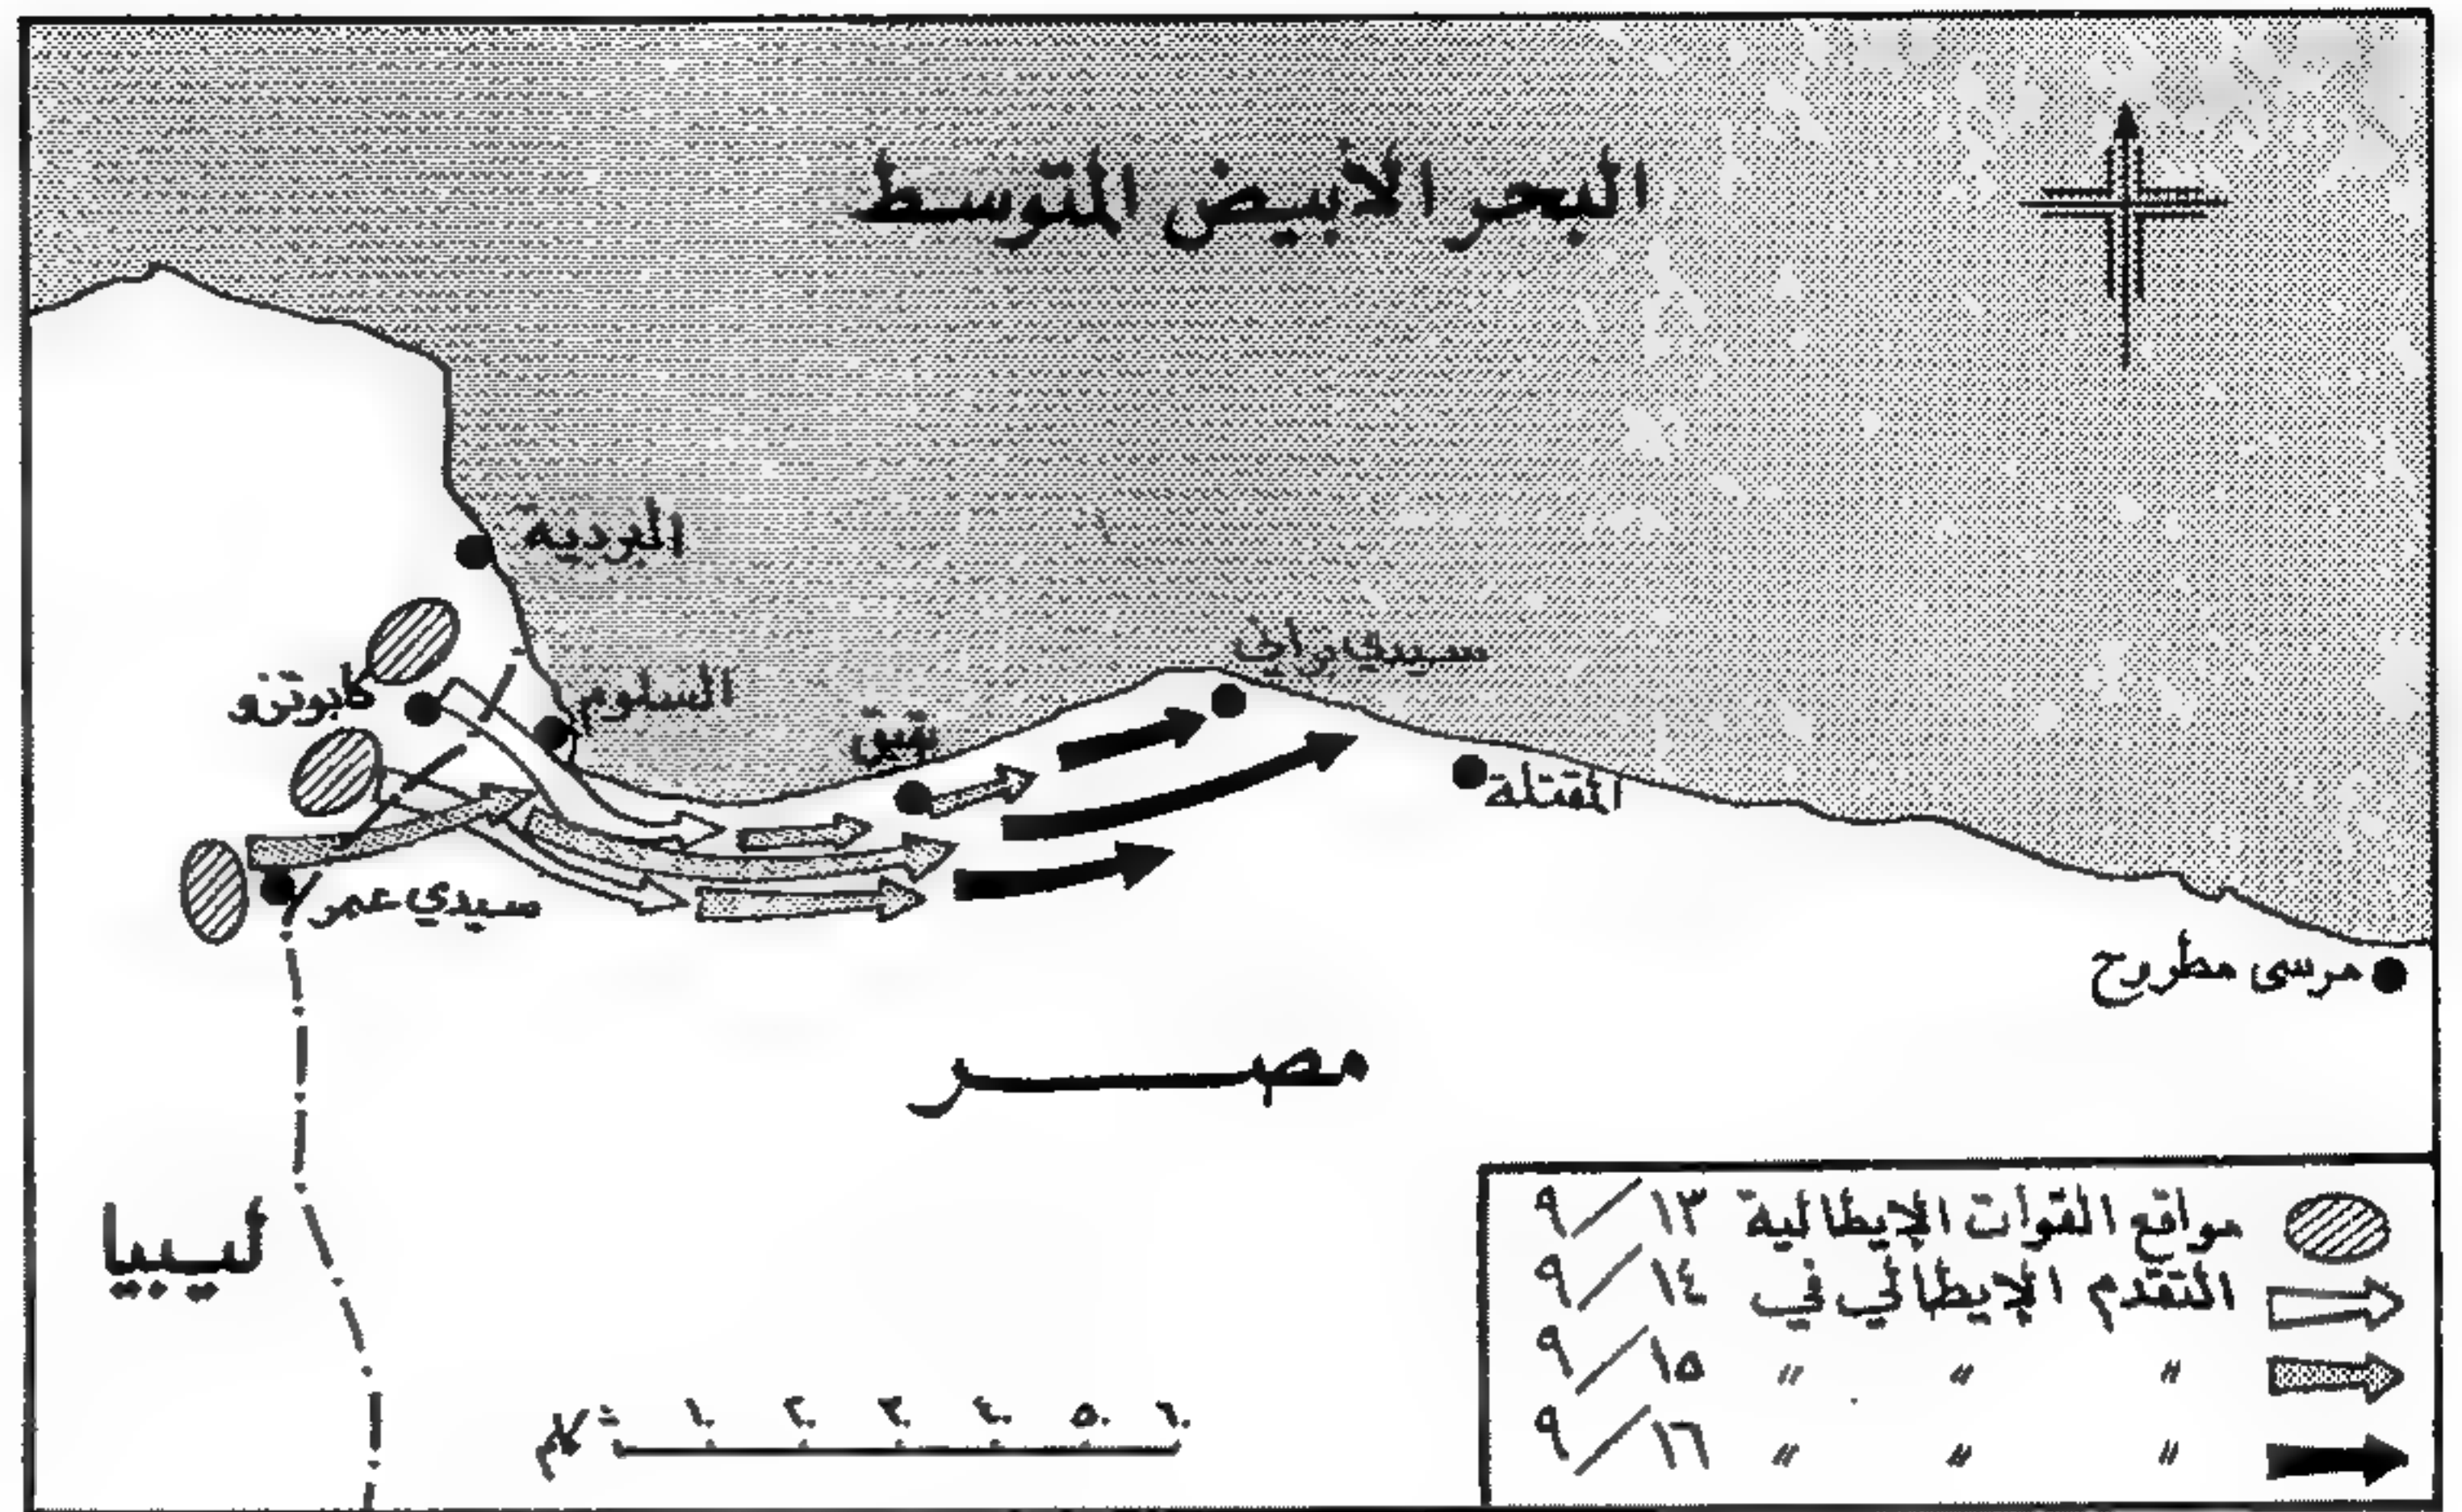 البحر الأبيض المتوسط
البردية
كابوتزو
السلوم
سيدي براني
بقبق
المقتلة
سيدي عمر
مرسى مطروح
مصر
ليبيا
مواقع القوات الإيطالية ١٣/٩
التقدم الإيطالي في ١٤/٩
〃 〃 〃 ١٥/٩
〃 〃 〃 ١٦/٩
كلم ٠ ١٠ ٢٠ ٣٠ ٤٠ ٥٠ ٦٠